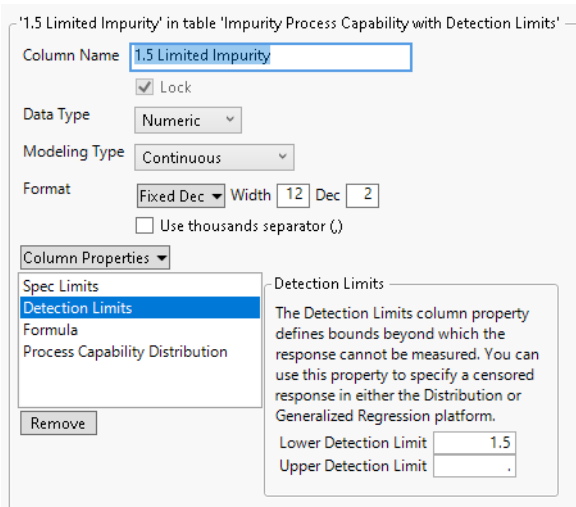 '1.5 Limited Impurity' in table 'Impurity Process Capability with Detection Limits'
Column Name 1.5 Limited Impurity
Lock
Data Type Numeric
Modeling Type Continuous
Format Fixed Dec Width 12 Dec 2
Use thousands separator (,)
Column Properties
Spec Limits
Detection Limits
Formula
Process Capability Distribution
Remove
Detection Limits
The Detection Limits column property
defines bounds beyond which the
response cannot be measured. You can
use this property to specify a censored
response in either the Distribution or
Generalized Regression platform.
Lower Detection Limit 1.5
Upper Detection Limit .